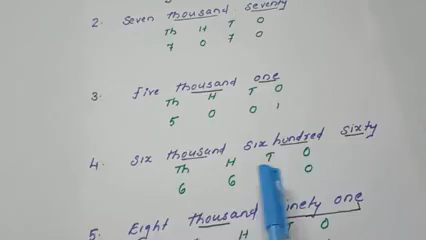 2. Seven thousand seventy
Th H T O
7 0 7 0
3. Five thousand one
Th H T O
5 0 0 1
4. Six thousand six hundred sixty
Th H T O
6 6 0
5. Eight thousand ninety one
H T O